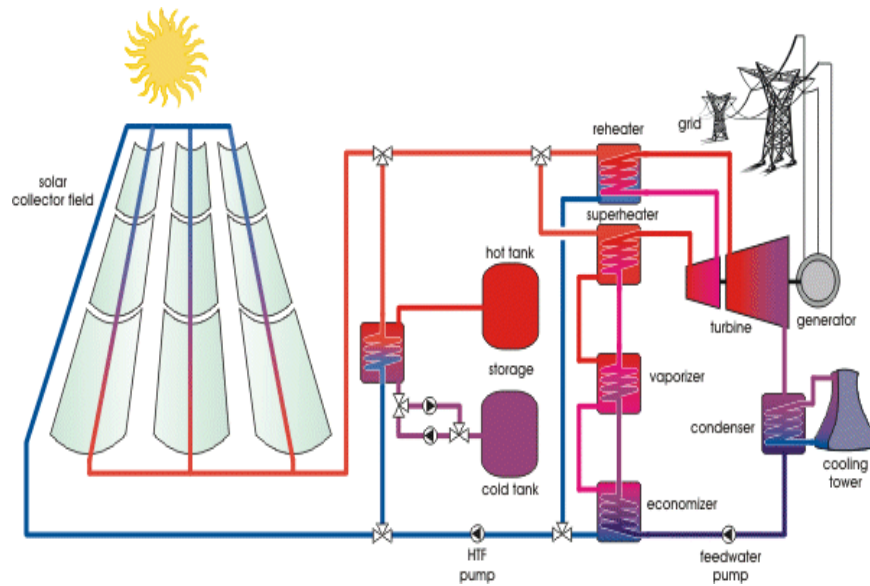 grid
reheater
solar
collector field
superheater
hot tank
storage
turbine
generator
vaporizer
condenser
cooling
tower
cold tank
economizer
HTF
pump
feedwater
pump